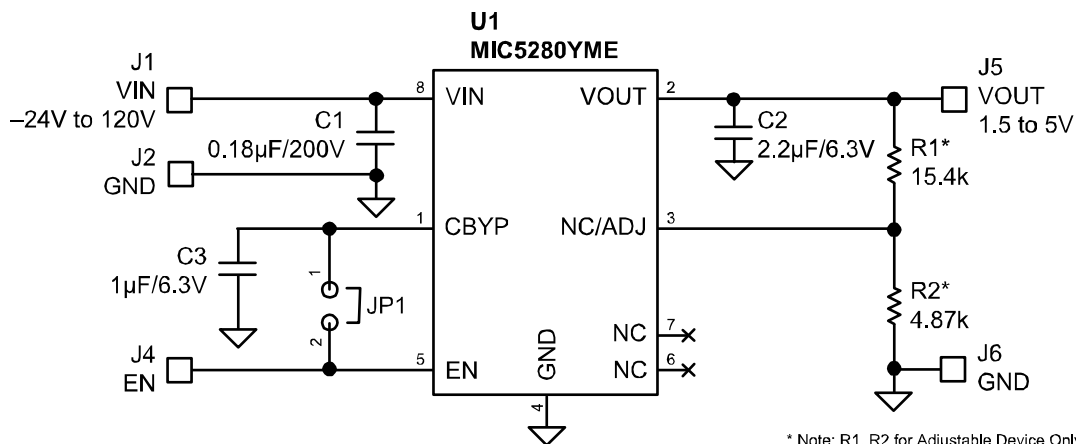 U1
MIC5280YME
J1
VIN
–24V to 120V
8
VIN
VOUT
2
J5
VOUT
1.5 to 5V
C1
0.18µF/200V
C2
2.2µF/6.3V
R1*
15.4k
J2
GND
1
CBYP
NC/ADJ
3
C3
1µF/6.3V
1
JP1
2
R2*
4.87k
NC
7
NC
6
GND
4
J4
EN
5
EN
J6
GND
* Note: R1, R2 for Adjustable Device Only